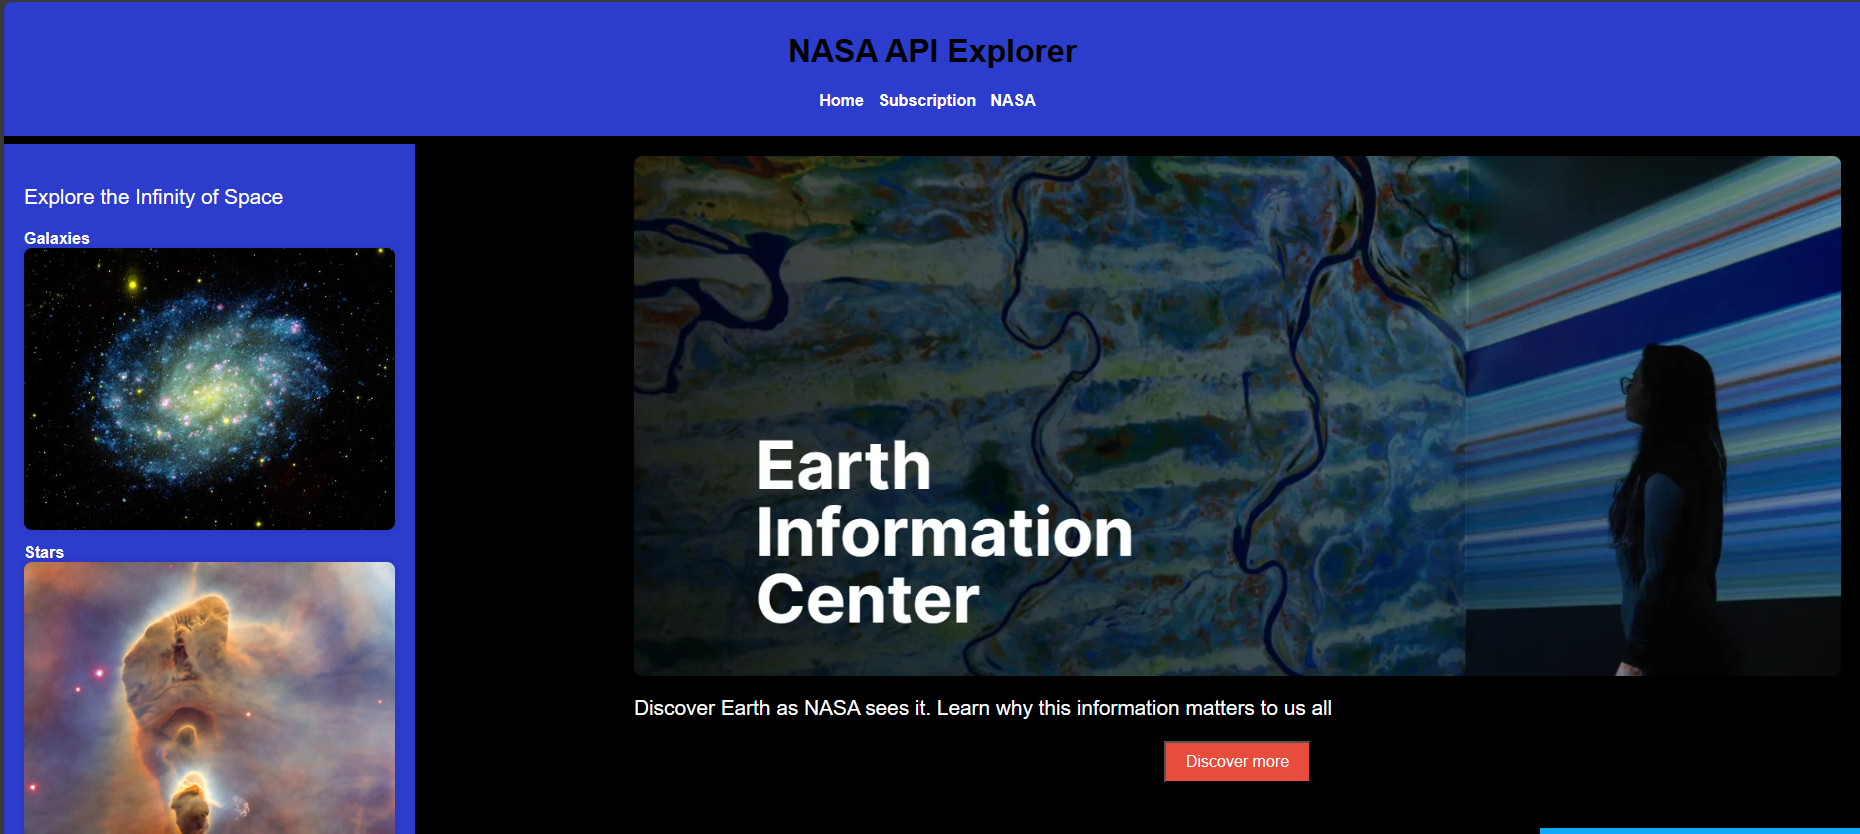 NASA API Explorer
Home Subscription NASA
Explore the Infinity of Space
Galaxies
Stars
Earth
Information
Center
Discover Earth as NASA sees it. Learn why this information matters to us all
Discover more